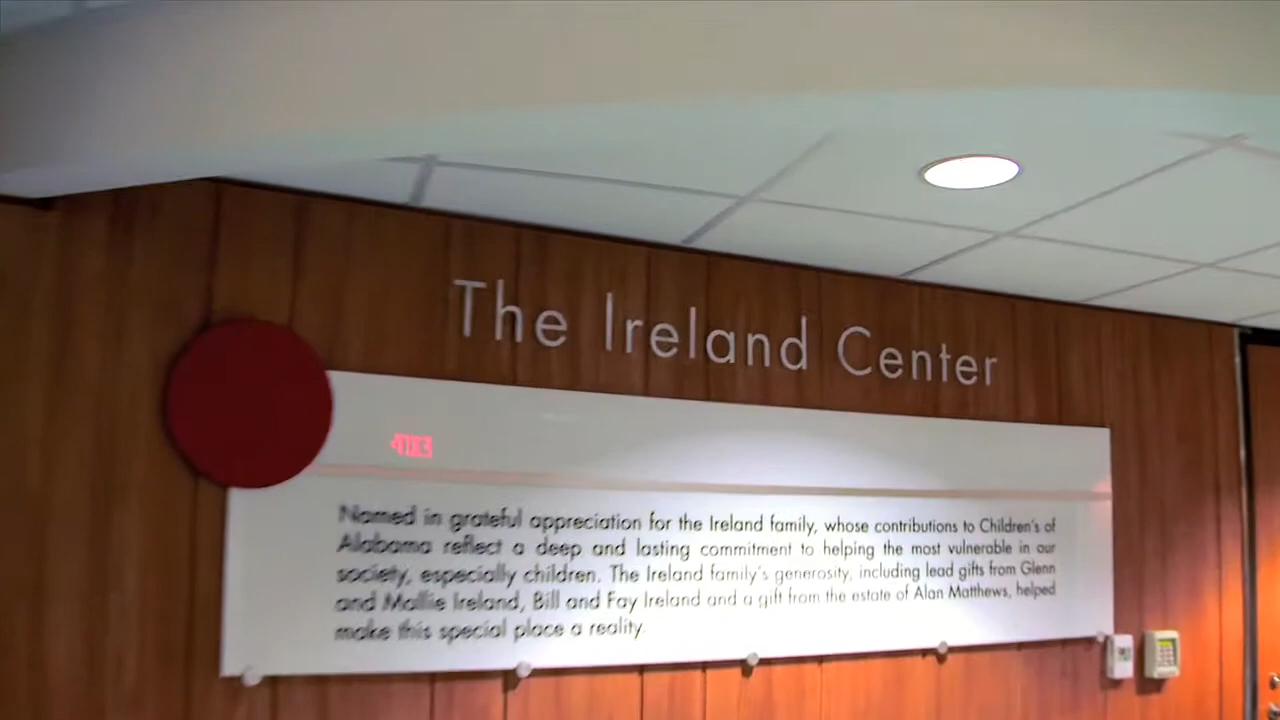 The Ireland Center
Named in grateful appreciation for the Ireland family, whose contributions to Children's of
Alabama reflect a deep and lasting commitment to helping the most vulnerable in our
society, especially children. The Ireland family's generosity, including lead gifts from Glenn
and Mallie Ireland, Bill and Fay Ireland and a gift from the estate of Alan Matthews, helped
make this special place a reality.